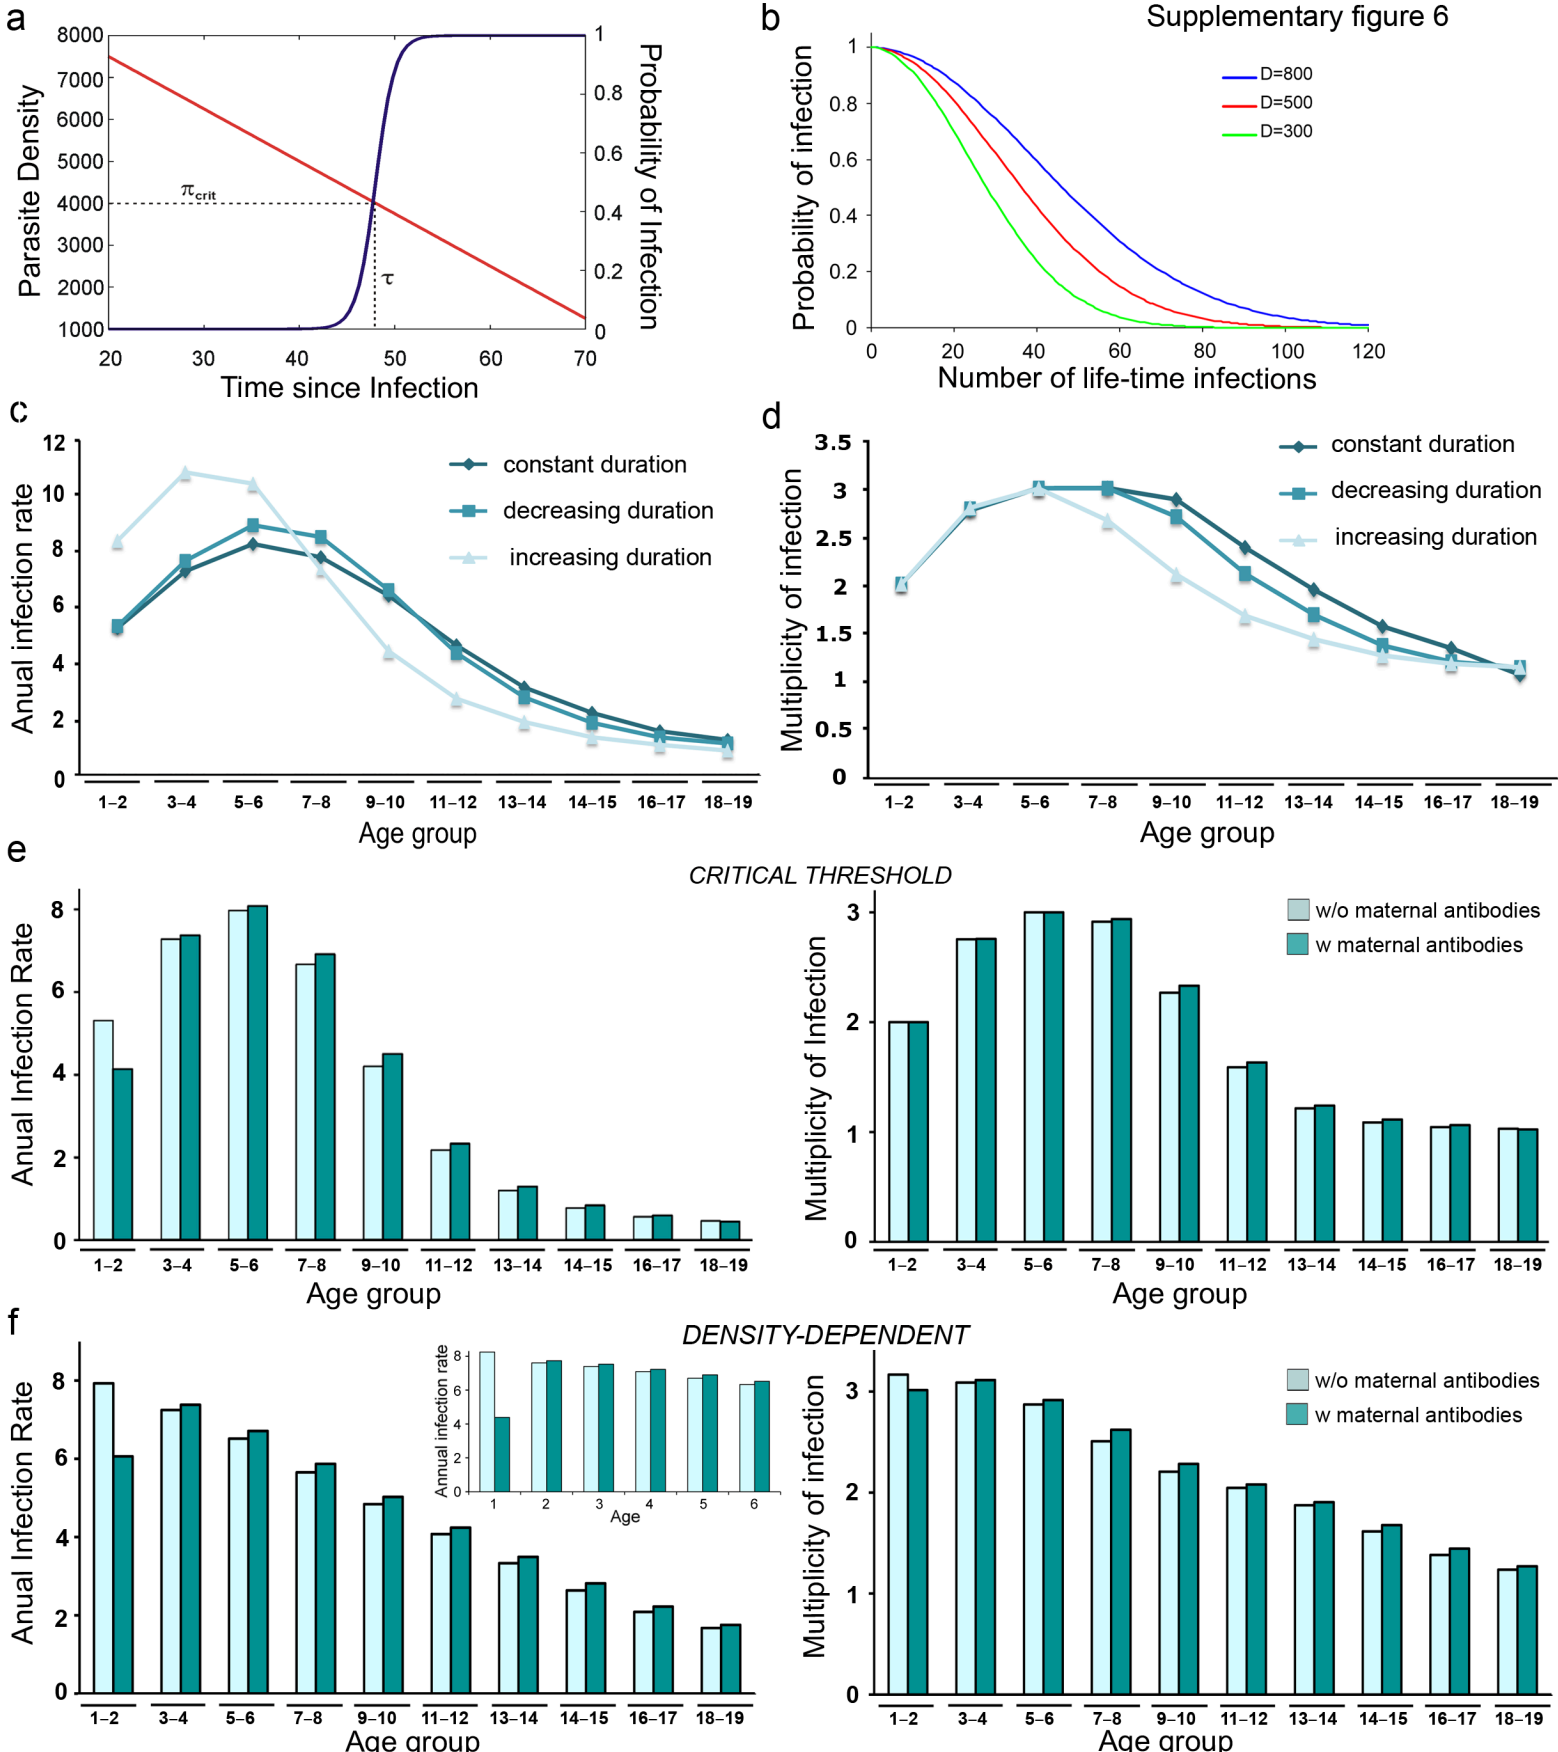 Supplementary figure 6
a
8000
7000
6000
5000
4000
3000
2000
1000
Parasite Density
1
0.8
0.6
0.4
0.2
0
Probability of Infection
πcrit
τ
20 30 40 50 60 70
Time since Infection
b
1
0.8
0.6
0.4
0.2
0
Probability of infection
D=800
D=500
D=300
0 20 40 60 80 100 120
Number of life-time infections
c
12
10
8
6
4
2
0
Anual infection rate
constant duration
decreasing duration
increasing duration
1–2 3–4 5–6 7–8 9–10 11–12 13–14 14–15 16–17 18–19
Age group
d
3.5
3
2.5
2
1.5
1
0.5
0
Multiplicity of infection
constant duration
decreasing duration
increasing duration
1–2 3–4 5–6 7–8 9–10 11–12 13–14 14–15 16–17 18–19
Age group
e
CRITICAL THRESHOLD
8
6
4
2
0
Anual Infection Rate
1–2 3–4 5–6 7–8 9–10 11–12 13–14 14–15 16–17 18–19
Age group
3
2
1
0
Multiplicity of Infection
w/o maternal antibodies
w maternal antibodies
1–2 3–4 5–6 7–8 9–10 11–12 13–14 14–15 16–17 18–19
Age group
f
DENSITY-DEPENDENT
8
6
4
2
0
Anual Infection Rate
8
6
4
2
0
Annual infection rate
1 2 3 4 5 6
Age
1–2 3–4 5–6 7–8 9–10 11–12 13–14 14–15 16–17 18–19
Age group
3
2
1
0
Multiplicity of infection
w/o maternal antibodies
w maternal antibodies
1–2 3–4 5–6 7–8 9–10 11–12 13–14 14–15 16–17 18–19
Age group